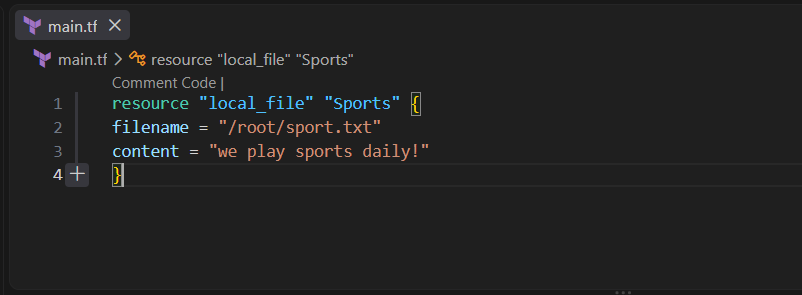 main.tf
main.tf > resource "local_file" "Sports"
Comment Code |
1 resource "local_file" "Sports" {
2 filename = "/root/sport.txt"
3 content = "we play sports daily!"
4 }